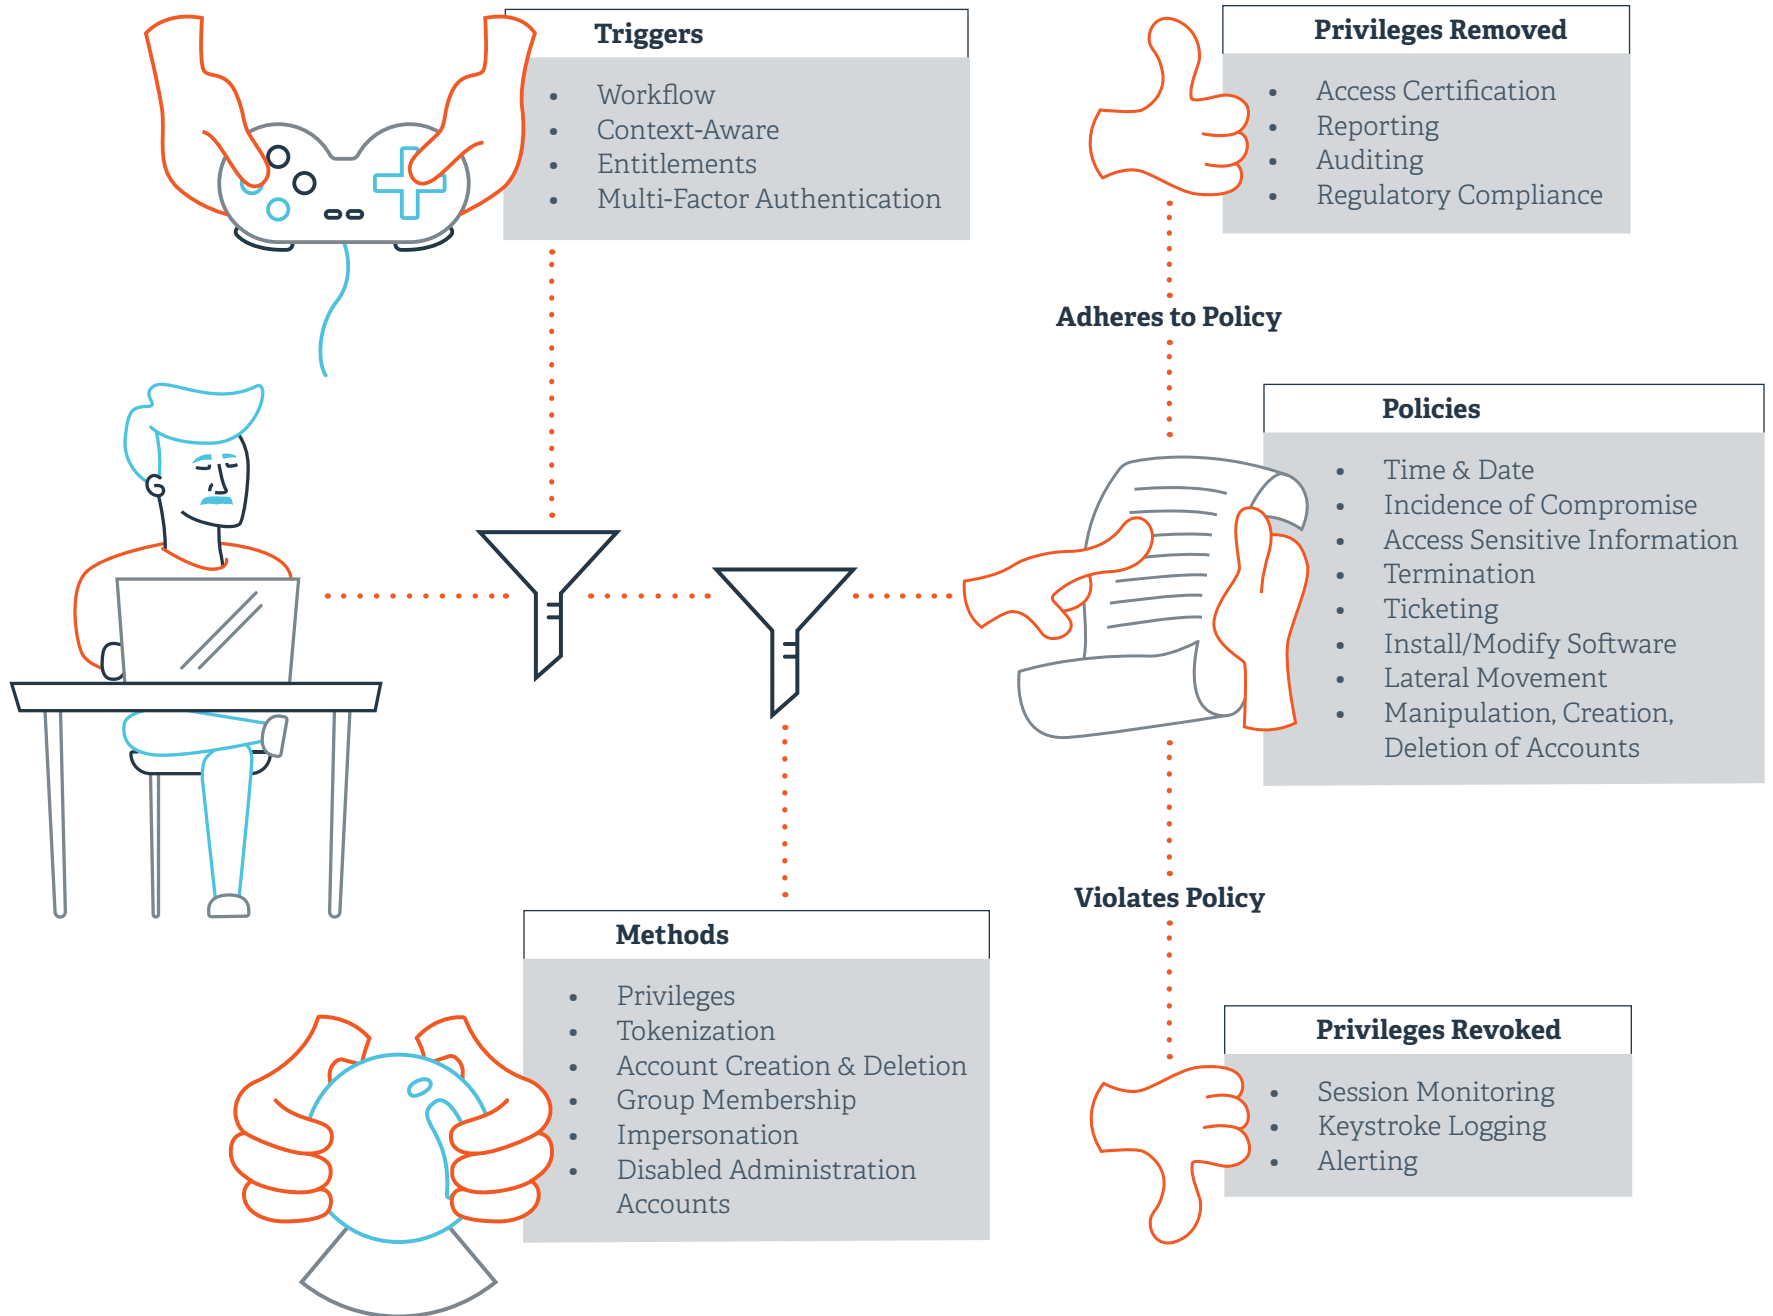 Triggers
• Workflow
• Context-Aware
• Entitlements
• Multi-Factor Authentication
Privileges Removed
• Access Certification
• Reporting
• Auditing
• Regulatory Compliance
Adheres to Policy
Policies
• Time & Date
• Incidence of Compromise
• Access Sensitive Information
• Termination
• Ticketing
• Install/Modify Software
• Lateral Movement
• Manipulation, Creation,
Deletion of Accounts
Violates Policy
Methods
• Privileges
• Tokenization
• Account Creation & Deletion
• Group Membership
• Impersonation
• Disabled Administration
Accounts
Privileges Revoked
• Session Monitoring
• Keystroke Logging
• Alerting